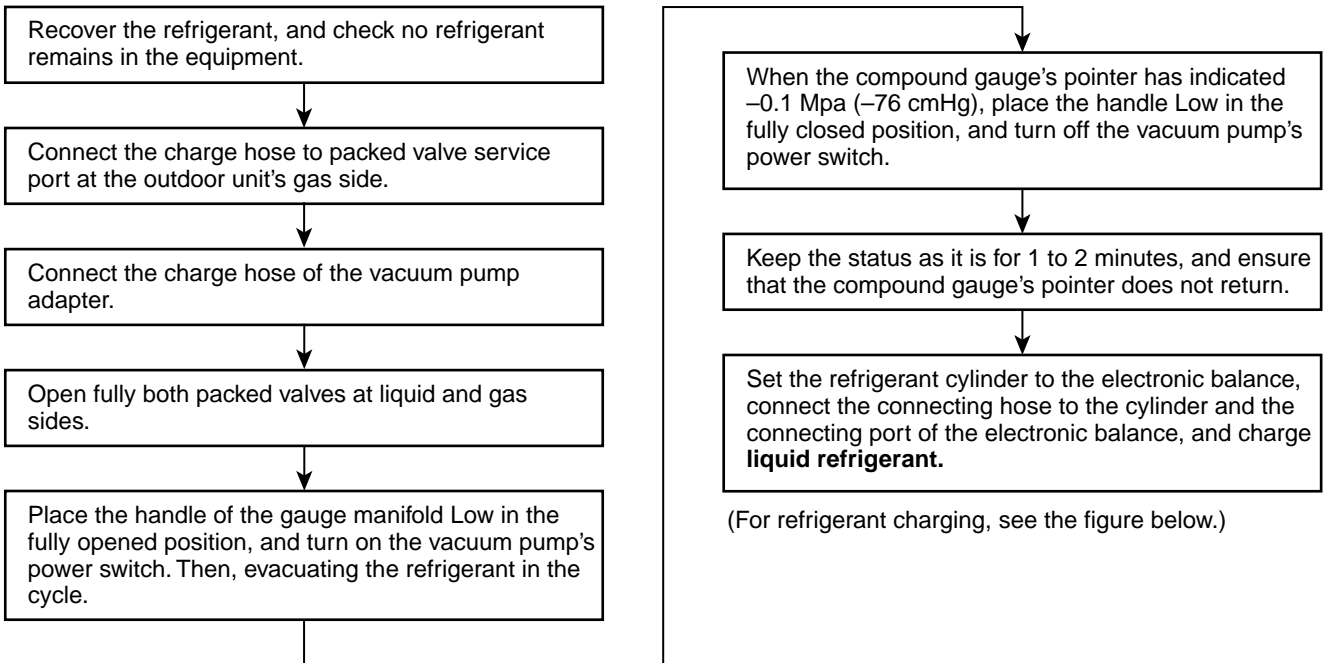 Recover the refrigerant, and check no refrigerant
remains in the equipment.
Connect the charge hose to packed valve service
port at the outdoor unit’s gas side.
Connect the charge hose of the vacuum pump
adapter.
Open fully both packed valves at liquid and gas
sides.
Place the handle of the gauge manifold Low in the
fully opened position, and turn on the vacuum pump’s
power switch. Then, evacuating the refrigerant in the
cycle.
When the compound gauge’s pointer has indicated
–0.1 Mpa (–76 cmHg), place the handle Low in the
fully closed position, and turn off the vacuum pump’s
power switch.
Keep the status as it is for 1 to 2 minutes, and ensure
that the compound gauge’s pointer does not return.
Set the refrigerant cylinder to the electronic balance,
connect the connecting hose to the cylinder and the
connecting port of the electronic balance, and charge
liquid refrigerant.
(For refrigerant charging, see the figure below.)